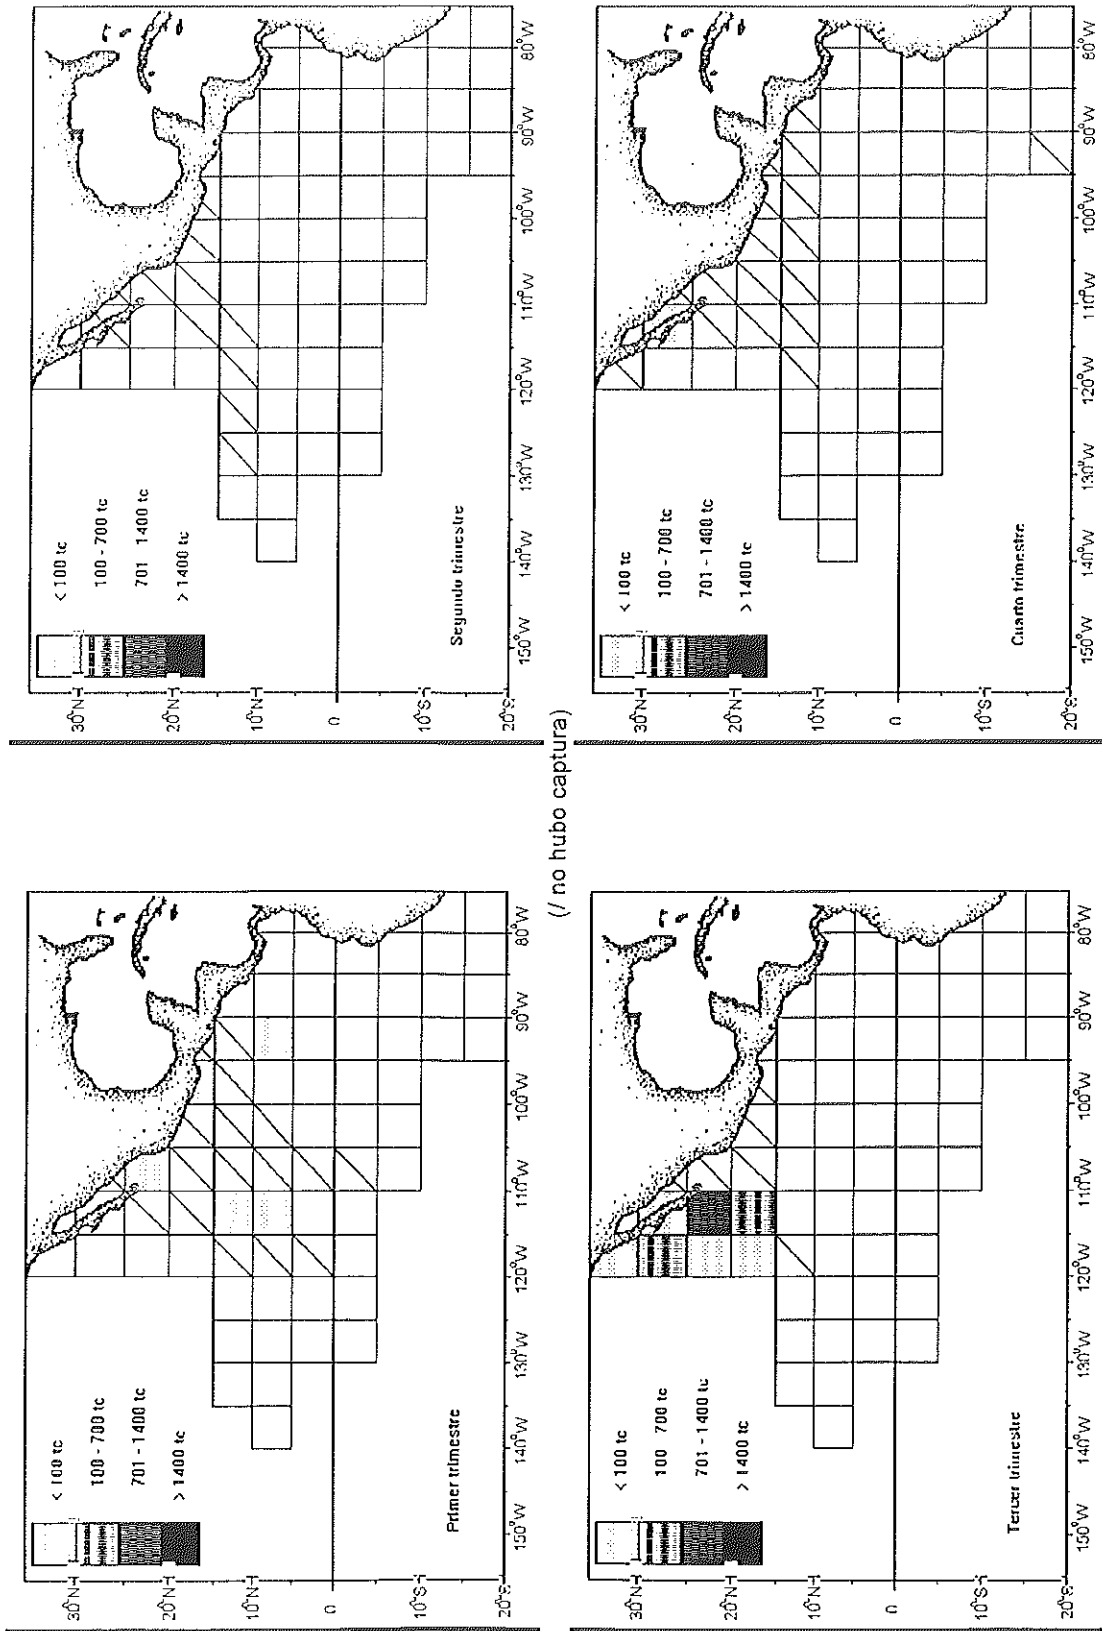 < 100 tc
100 - 700 tc
701 - 1400 tc
> 1400 tc
Primer trimestre
30°N
20°N
10°N
0
10°S
20°S
150°W
140°W
130°W
120°W
110°W
100°W
90°W
80°W
< 100 tc
100 - 700 tc
701 1400 tc
> 1400 tc
Segundo trimestre
30°N
20°N
10°N
0
10°S
20°S
150°W
140°W
130°W
120°W
110°W
100°W
90°W
80°W
(/ no hubo captura)
< 100 tc
100 700 tc
701 - 1400 tc
> 1400 tc
Tercer trimestre
30°N
20°N
10°N
0
10°S
20°S
150°W
140°W
130°W
120°W
110°W
100°W
90°W
80°W
< 100 tc
100 - 700 tc
701 - 1400 tc
> 1400 tc
Cuarto trimestre
30°N
20°N
10°N
0
10°S
20°S
150°W
140°W
130°W
120°W
110°W
100°W
90°W
80°W